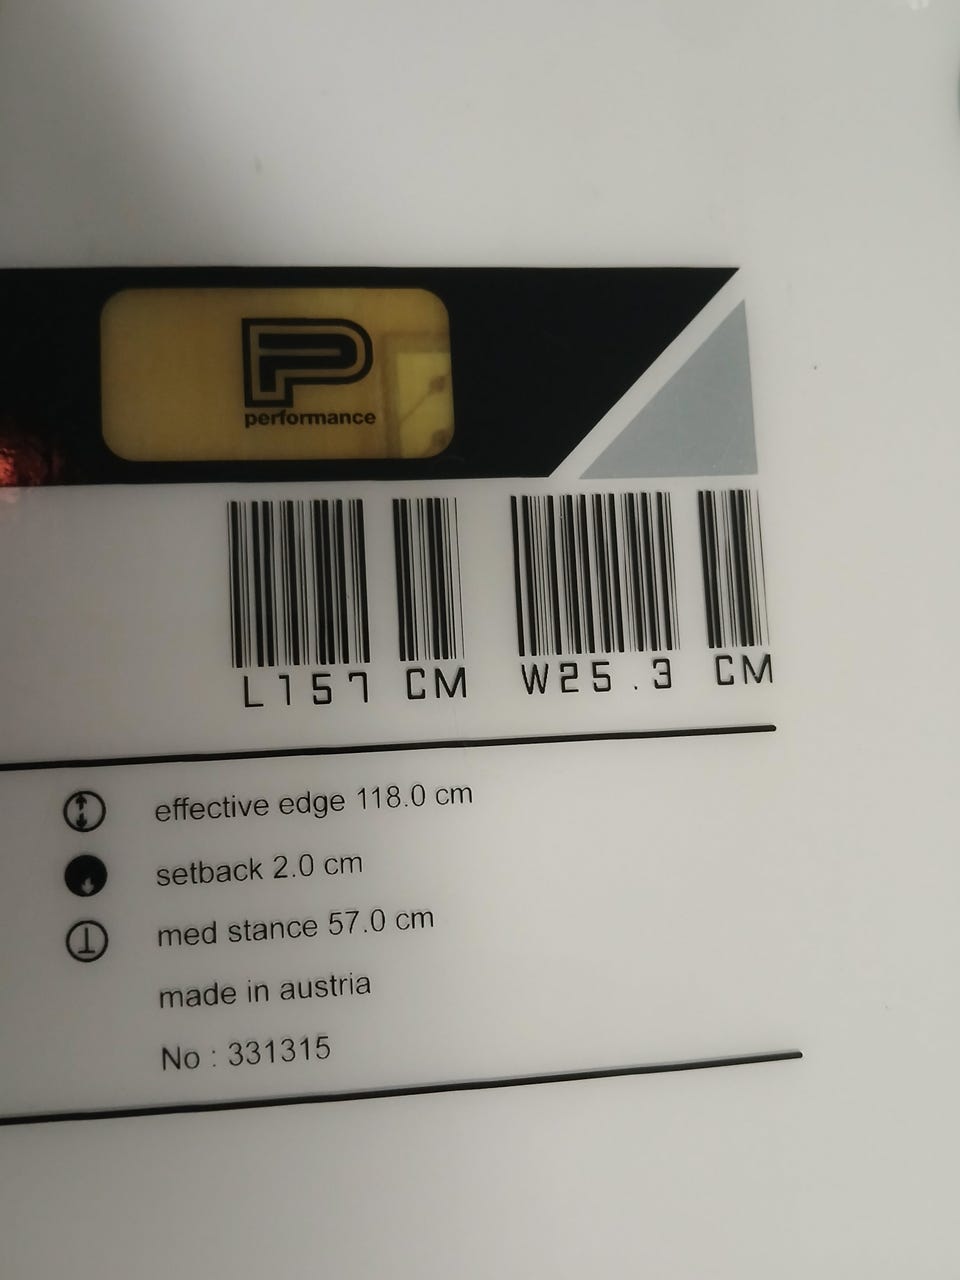 P
performance
L157 CM W25.3 CM
effective edge 118.0 cm
setback 2.0 cm
med stance 57.0 cm
made in austria
No : 331315